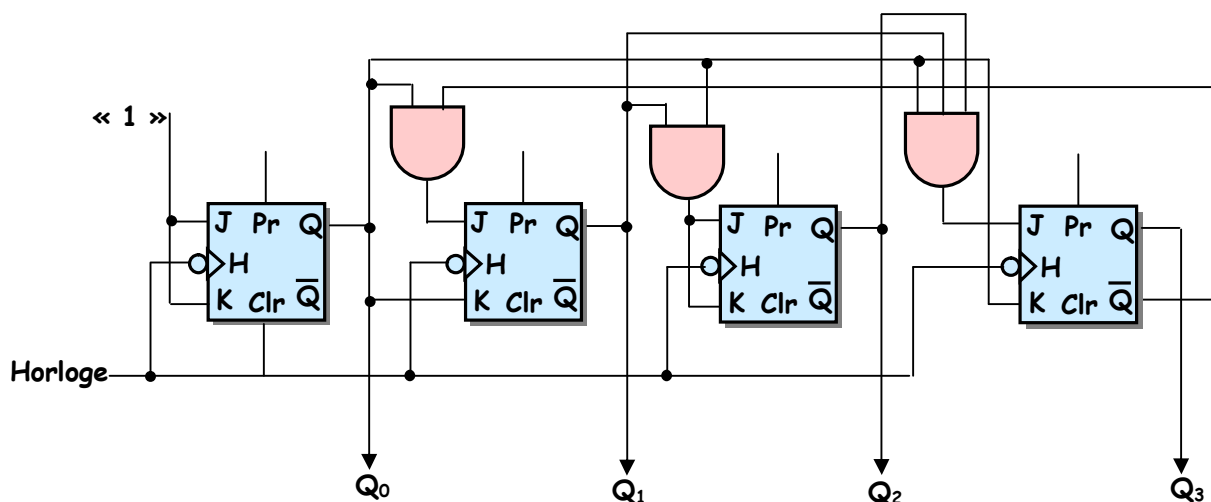 « 1 »
J Pr Q
H
K Clr Q̅
J Pr Q
H
K Clr Q̅
J Pr Q
H
K Clr Q̅
J Pr Q
H
K Clr Q̅
Horloge
Q₀ Q₁ Q₂ Q₃